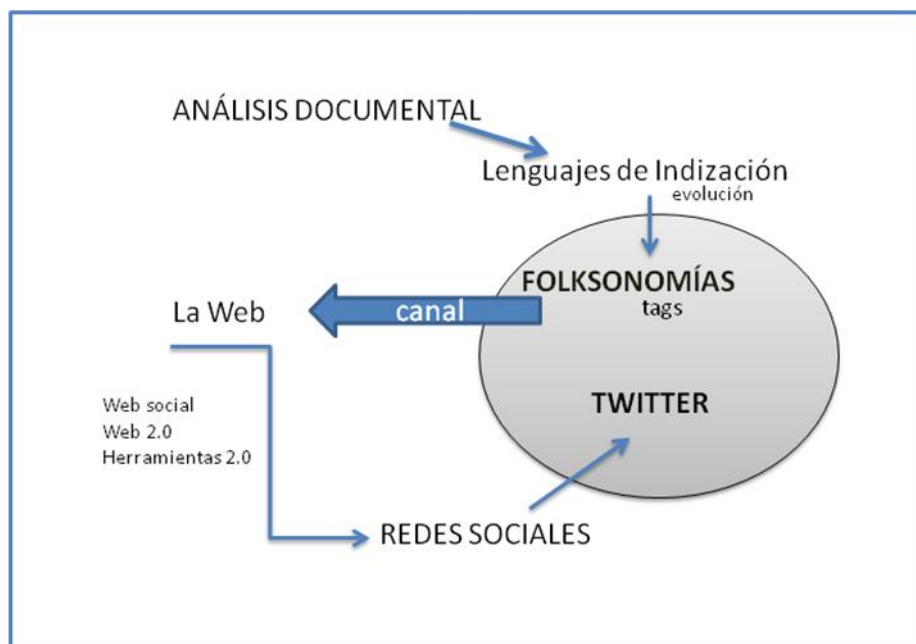 ANÁLISIS DOCUMENTAL
Lenguajes de Indización
evolución
FOLKSONOMÍAS
tags
canal
La Web
Web social
Web 2.0
Herramientas 2.0
TWITTER
REDES SOCIALES